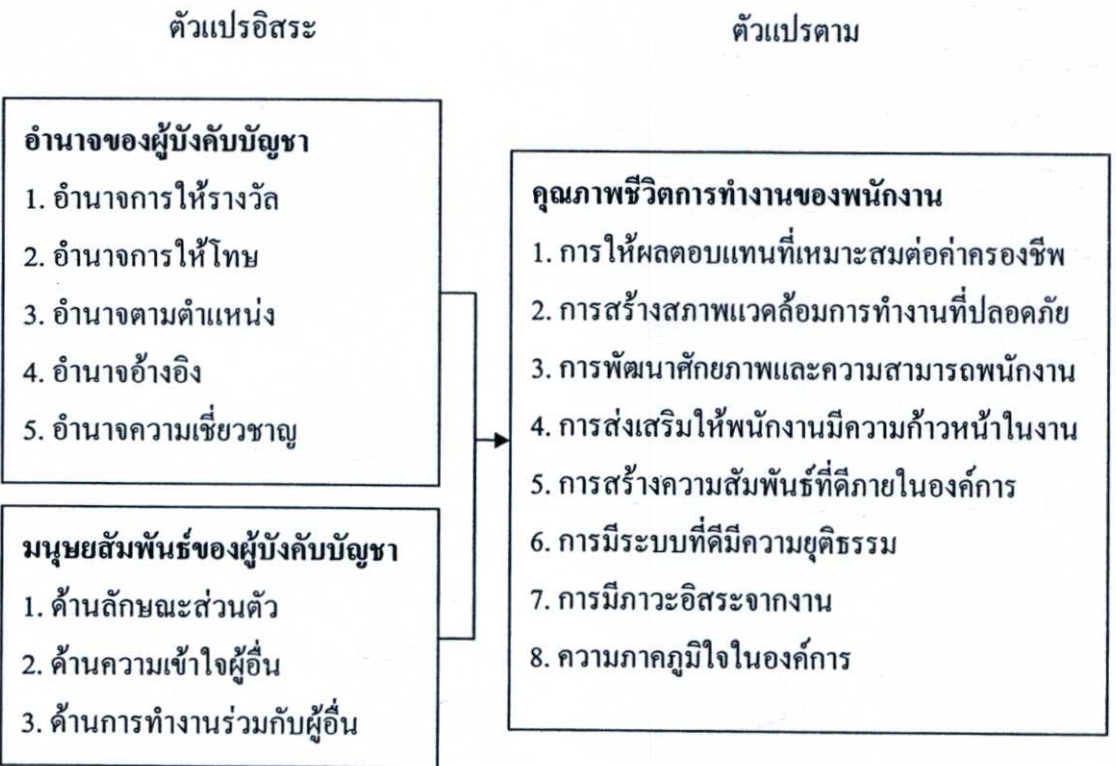 ตัวแปรอิสระ
ตัวแปรตาม
อำนาจของผู้บังคับบัญชา
1. อำนาจการให้รางวัล
2. อำนาจการให้โทษ
3. อำนาจตามตำแหน่ง
4. อำนาจอ้างอิง
5. อำนาจความเชี่ยวชาญ
มนุษยสัมพันธ์ของผู้บังคับบัญชา
1. ด้านลักษณะส่วนตัว
2. ด้านความเข้าใจผู้อื่น
3. ด้านการทำงานร่วมกับผู้อื่น
คุณภาพชีวิตการทำงานของพนักงาน
1. การให้ผลตอบแทนที่เหมาะสมต่อค่าครองชีพ
2. การสร้างสภาพแวดล้อมการทำงานที่ปลอดภัย
3. การพัฒนาศักยภาพและความสามารถพนักงาน
4. การส่งเสริมให้พนักงานมีความก้าวหน้าในงาน
5. การสร้างความสัมพันธ์ที่ดีภายในองค์การ
6. การมีระบบที่ดีมีความยุติธรรม
7. การมีภาวะอิสระจากงาน
8. ความภาคภูมิใจในองค์การ